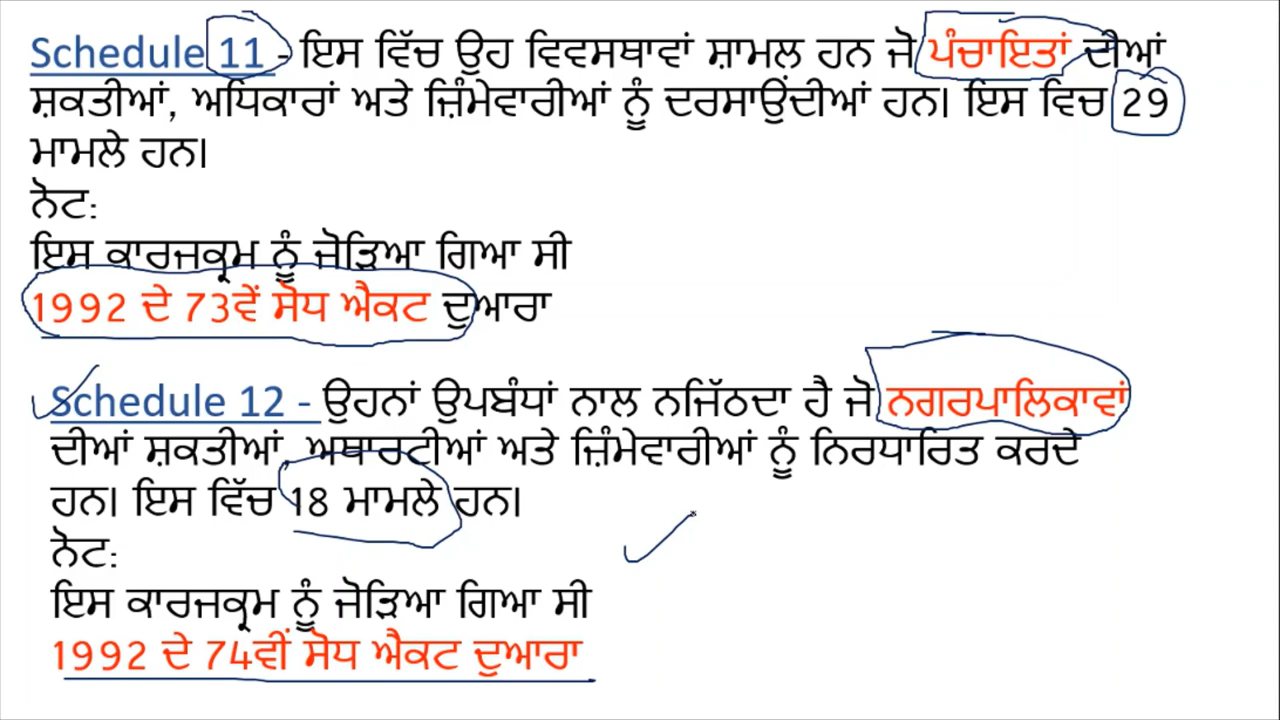 Schedule 11 - ਇਸ ਵਿੱਚ ਉਹ ਵਿਵਸਥਾਵਾਂ ਸ਼ਾਮਲ ਹਨ ਜੋ ਪੰਚਾਇਤਾਂ ਦੀਆਂ
ਸ਼ਕਤੀਆਂ, ਅਧਿਕਾਰਾਂ ਅਤੇ ਜ਼ਿੰਮੇਵਾਰੀਆਂ ਨੂੰ ਦਰਸਾਉਂਦੀਆਂ ਹਨ। ਇਸ ਵਿਚ 29
ਮਾਮਲੇ ਹਨ।
ਨੋਟ:
ਇਸ ਕਾਰਜਕ੍ਰਮ ਨੂੰ ਜੋੜਿਆ ਗਿਆ ਸੀ
1992 ਦੇ 73ਵੇਂ ਸੋਧ ਐਕਟ ਦੁਆਰਾ
Schedule 12 - ਉਹਨਾਂ ਉਪਬੰਧਾਂ ਨਾਲ ਨਜਿੱਠਦਾ ਹੈ ਜੋ ਨਗਰਪਾਲਿਕਾਵਾਂ
ਦੀਆਂ ਸ਼ਕਤੀਆਂ, ਅਥਾਰਟੀਆਂ ਅਤੇ ਜ਼ਿੰਮੇਵਾਰੀਆਂ ਨੂੰ ਨਿਰਧਾਰਿਤ ਕਰਦੇ
ਹਨ। ਇਸ ਵਿੱਚ 18 ਮਾਮਲੇ ਹਨ।
ਨੋਟ:
ਇਸ ਕਾਰਜਕ੍ਰਮ ਨੂੰ ਜੋੜਿਆ ਗਿਆ ਸੀ
1992 ਦੇ 74ਵੀਂ ਸੋਧ ਐਕਟ ਦੁਆਰਾ